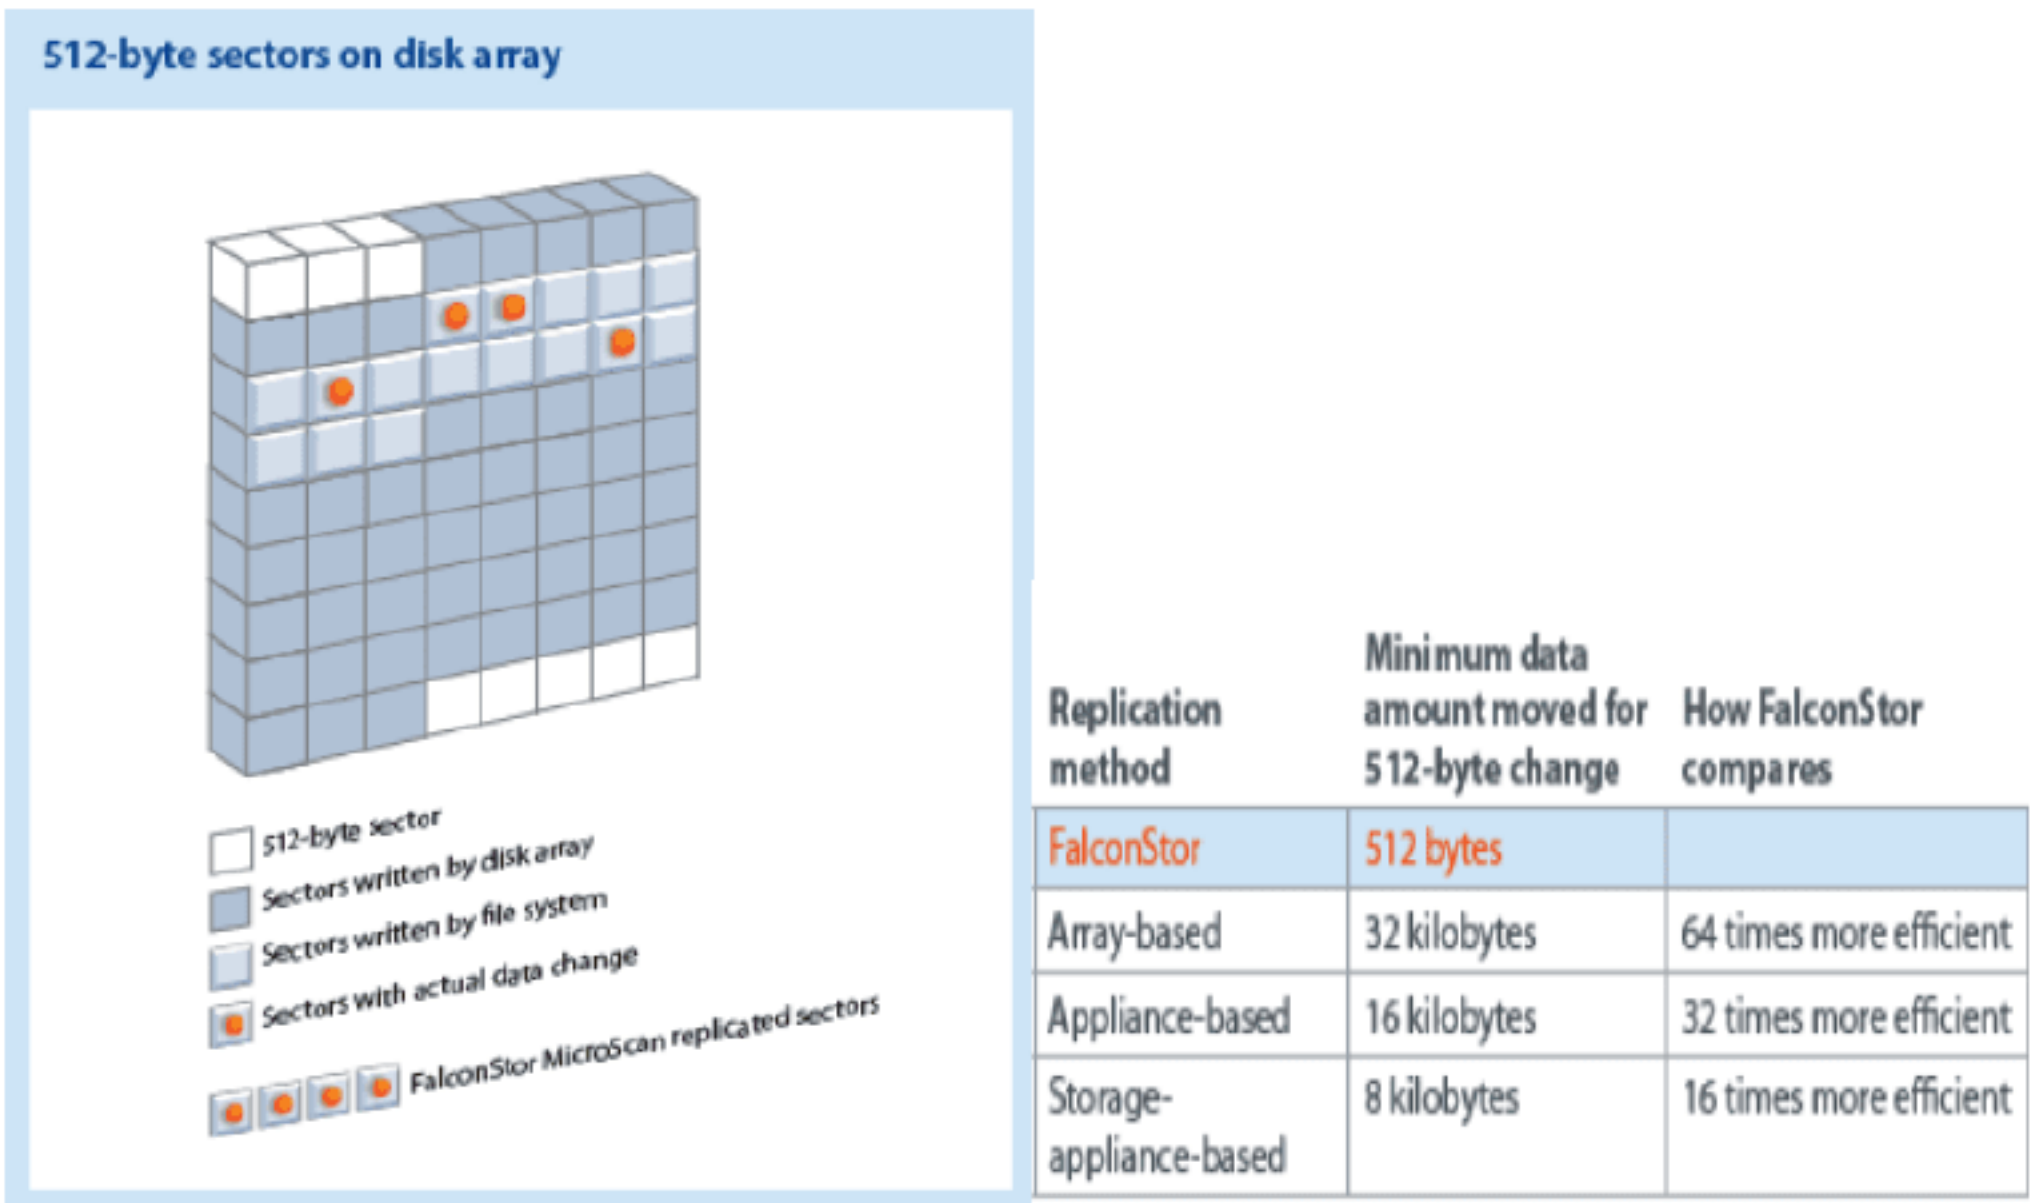 512-byte sectors on disk array
512-byte sector
Sectors written by disk array
Sectors written by file system
Sectors with actual data change
FalconStor MicroScan replicated sectors
Replication method
Minimum data amount moved for 512-byte change
How FalconStor compares
FalconStor 512 bytes
Array-based 32 kilobytes 64 times more efficient
Appliance-based 16 kilobytes 32 times more efficient
Storage-appliance-based 8 kilobytes 16 times more efficient